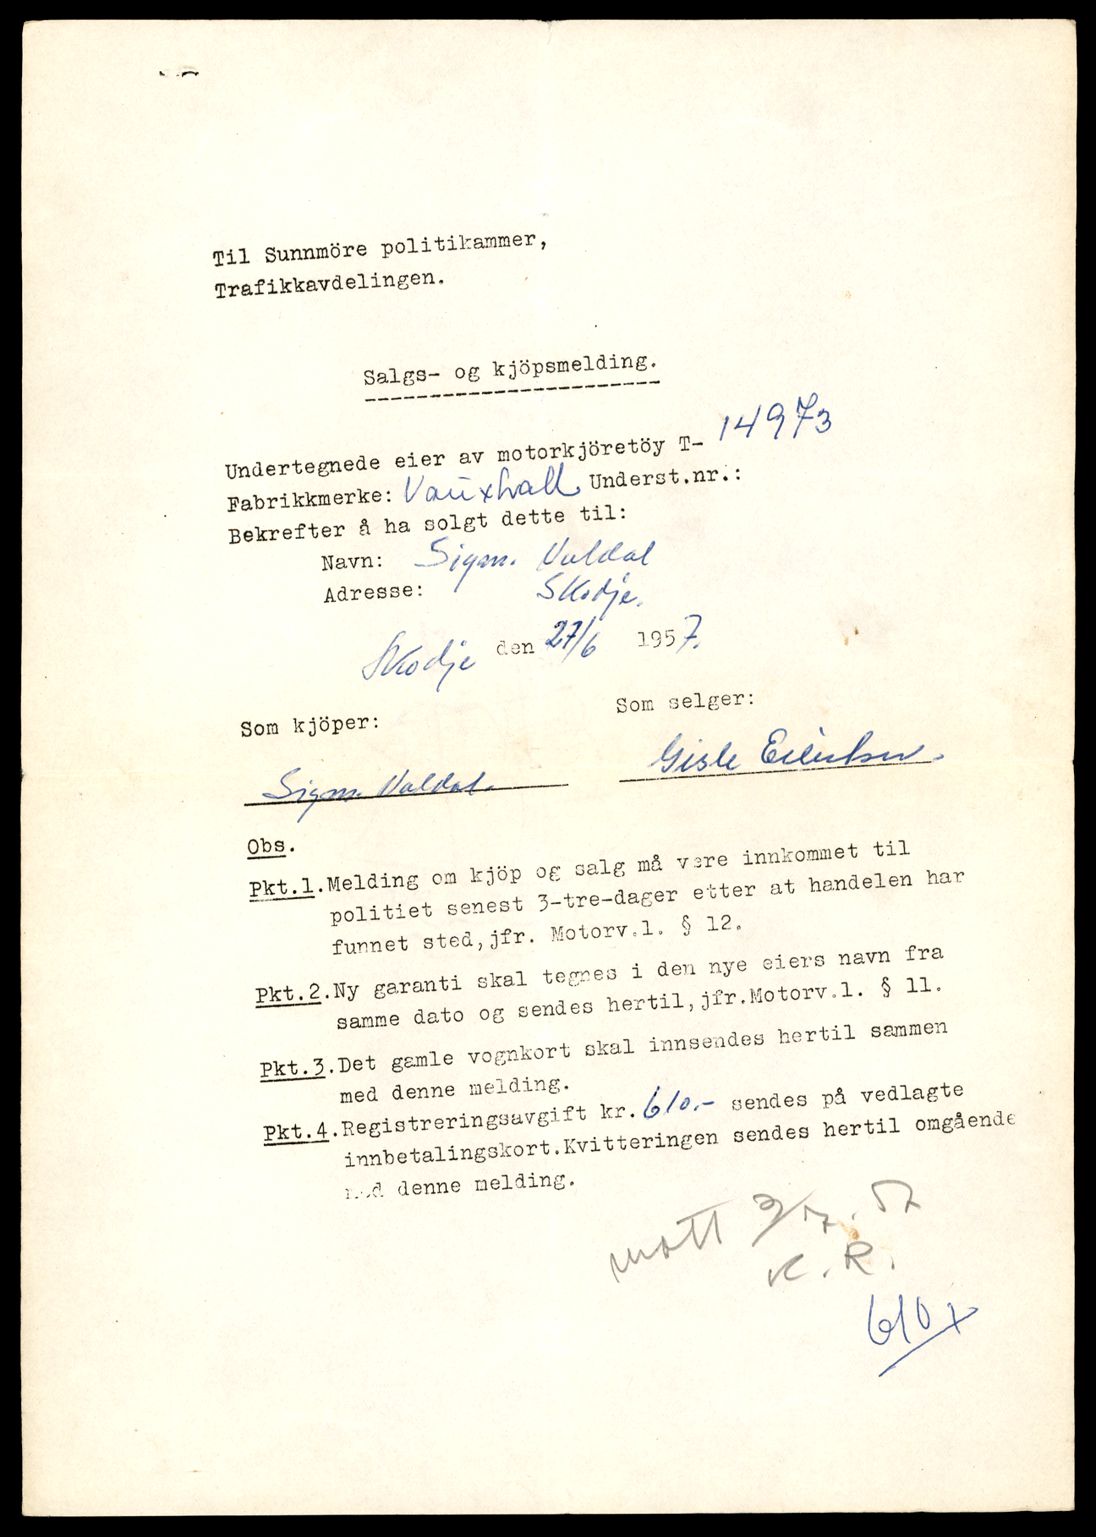 Til Sunnmöre politikammer,
Trafikkavdelingen.
Salgs- og kjöpsmelding.
Undertegnede eier av motorkjöretöy T- 14973
Fabrikkmerke: Vauxhall Underst.nr.:
Bekrefter å ha solgt dette til:
Navn: Sigm. Valdal
Adresse: Skodje.
Skodje den 27/6 1957.
Som kjöper: Som selger:
Sigm. Valdal. Gisle
Obs.
Pkt.1.Melding om kjöp og salg må være innkommet til
politiet senest 3-tre-dager etter at handelen har
funnet sted,jfr. Motorv.l. § 12.
Pkt.2.Ny garanti skal tegnes i den nye eiers navn fra
samme dato og sendes hertil,jfr.Motorv.l. § 11.
Pkt.3.Det gamle vognkort skal innsendes hertil sammen
med denne melding.
Pkt.4.Registreringsavgift kr. 610.- sendes på vedlagte
innbetalingskort.Kvitteringen sendes hertil omgående
med denne melding.
mott 2/7. 57
K. R.
610